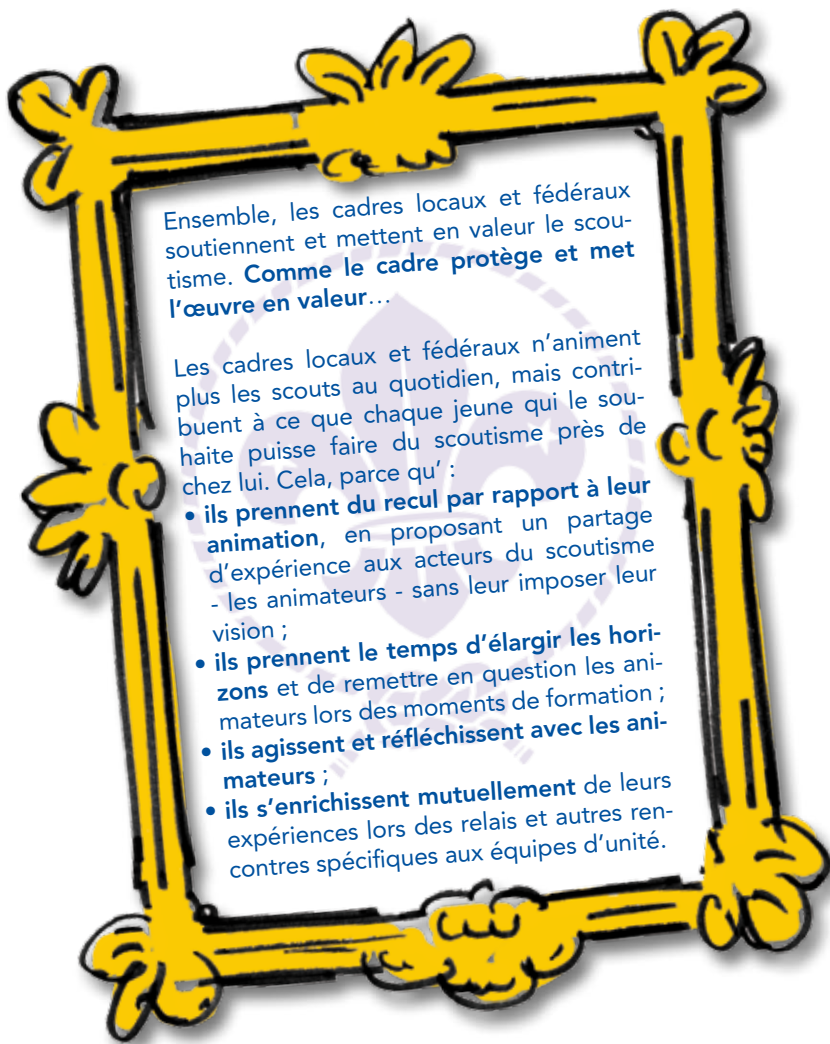 Ensemble, les cadres locaux et fédéraux
soutiennent et mettent en valeur le scou-
tisme. Comme le cadre protège et met
l'œuvre en valeur…
Les cadres locaux et fédéraux n'animent
plus les scouts au quotidien, mais contri-
buent à ce que chaque jeune qui le sou-
haite puisse faire du scoutisme près de
chez lui. Cela, parce qu' :
• ils prennent du recul par rapport à leur
animation, en proposant un partage
d'expérience aux acteurs du scoutisme
- les animateurs - sans leur imposer leur
vision ;
• ils prennent le temps d'élargir les hori-
zons et de remettre en question les ani-
mateurs lors des moments de formation ;
• ils agissent et réfléchissent avec les ani-
mateurs ;
• ils s'enrichissent mutuellement de leurs
expériences lors des relais et autres ren-
contres spécifiques aux équipes d'unité.